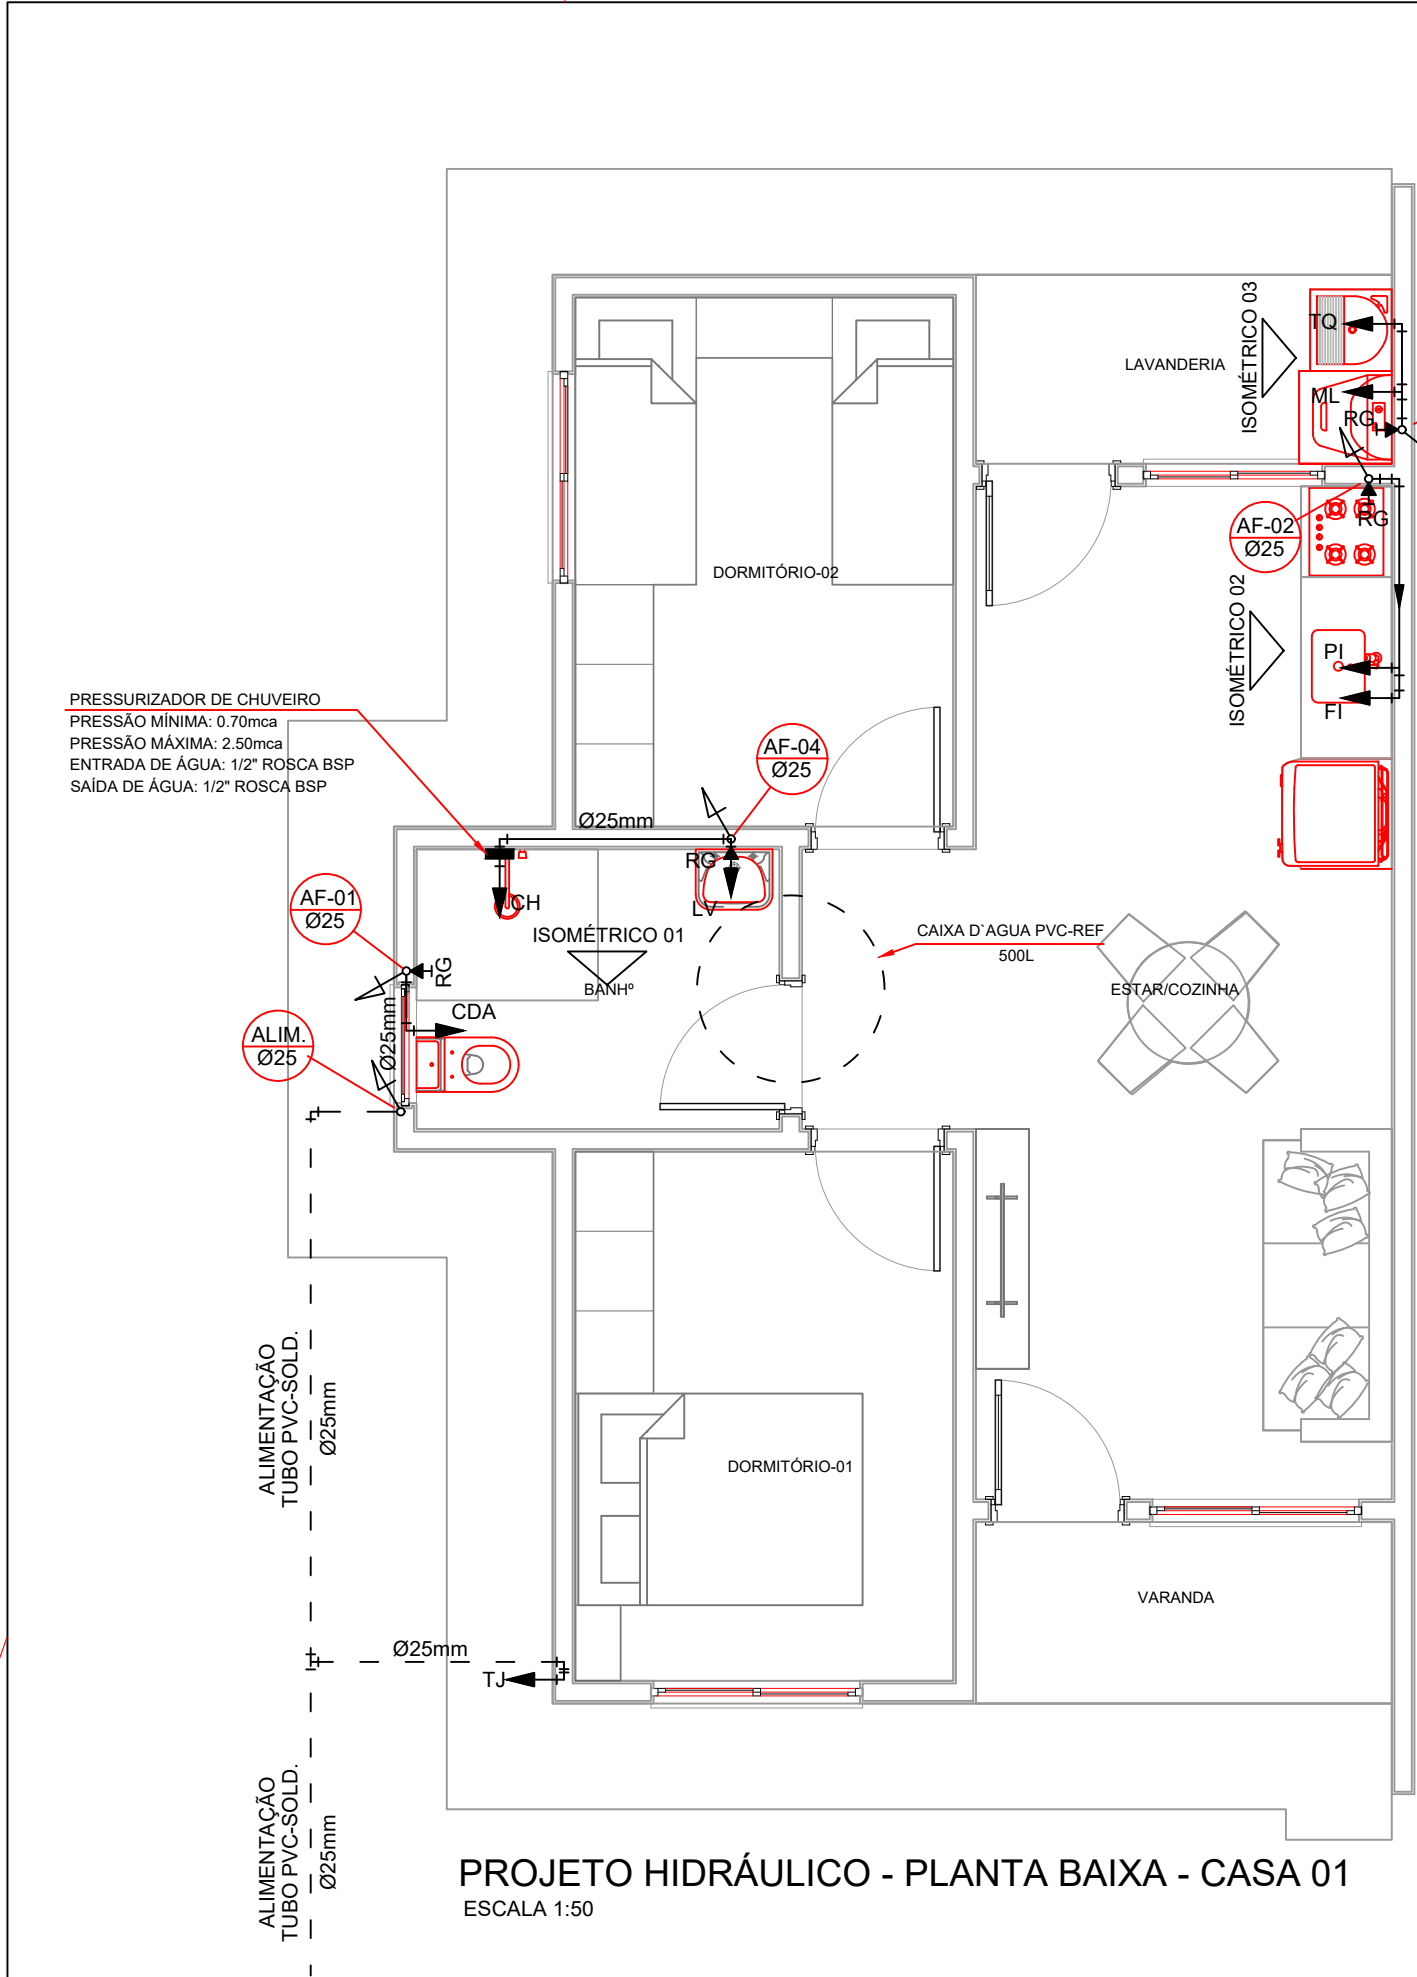 ISOMÉTRICO 03
TQ
LAVANDERIA
ML
RG
AF-02
Ø25
RG
DORMITÓRIO-02
ISOMÉTRICO 02
PI
FI
PRESSURIZADOR DE CHUVEIRO
PRESSÃO MÍNIMA: 0.70mca
PRESSÃO MÁXIMA: 2.50mca
ENTRADA DE ÁGUA: 1/2" ROSCA BSP
SAÍDA DE ÁGUA: 1/2" ROSCA BSP
AF-04
Ø25
Ø25mm
RG
CH
LV
AF-01
Ø25
ISOMÉTRICO 01
BANHº
RG
CAIXA D`AGUA PVC-REF
500L
ESTAR/COZINHA
CDA
Ø25mm
ALIM.
Ø25
ALIMENTAÇÃO
TUBO PVC-SOLD.
Ø25mm
DORMITÓRIO-01
VARANDA
Ø25mm
TJ
ALIMENTAÇÃO
TUBO PVC-SOLD.
Ø25mm
PROJETO HIDRÁULICO - PLANTA BAIXA - CASA 01
ESCALA 1:50